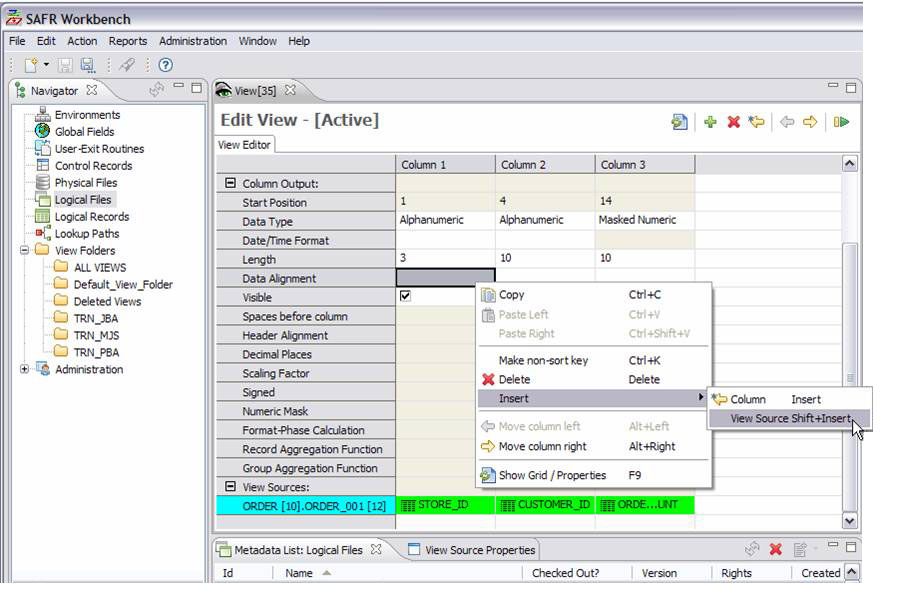 SAFR Workbench
File Edit Action Reports Administration Window Help
Navigator
Environments
Global Fields
User-Exit Routines
Control Records
Physical Files
Logical Files
Logical Records
Lookup Paths
View Folders
ALL VIEWS
Default_View_Folder
Deleted Views
TRN_JBA
TRN_MJS
TRN_PBA
Administration
View[35]
Edit View - [Active]
View Editor
Column 1 Column 2 Column 3
Column Output:
Start Position 1 4 14
Data Type Alphanumeric Alphanumeric Masked Numeric
Date/Time Format
Length 3 10 10
Data Alignment
Visible
Spaces before column
Header Alignment
Decimal Places
Scaling Factor
Signed
Numeric Mask
Format-Phase Calculation
Record Aggregation Function
Group Aggregation Function
View Sources:
ORDER [10].ORDER_001 [12] STORE_ID CUSTOMER_ID ORDE...UNT
Copy Ctrl+C
Paste Left Ctrl+V
Paste Right Ctrl+Shift+V
Make non-sort key Ctrl+K
Delete Delete
Insert
Move column left Alt+Left
Move column right Alt+Right
Show Grid / Properties F9
Column Insert
View Source Shift+Insert
Metadata List: Logical Files View Source Properties
Id Name Checked Out? Version Rights Created